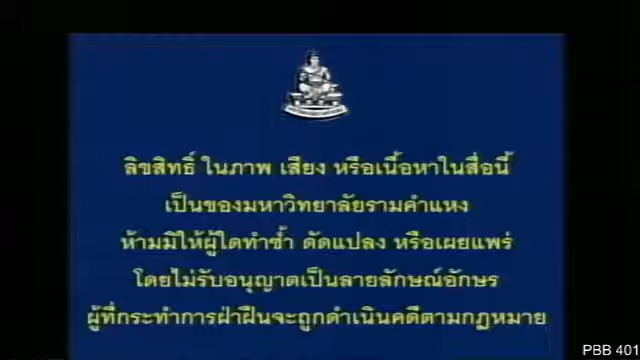 ลิขสิทธิ์ ในภาพ เสียง หรือเนื้อหาในสื่อนี้
เป็นของมหาวิทยาลัยรามคำแหง
ห้ามมิให้ผู้ใดทำซ้ำ ดัดแปลง หรือเผยแพร่
โดยไม่รับอนุญาตเป็นลายลักษณ์อักษร
ผู้ที่กระทำการฝ่าฝืนจะถูกดำเนินคดีตามกฎหมาย
PBB 401